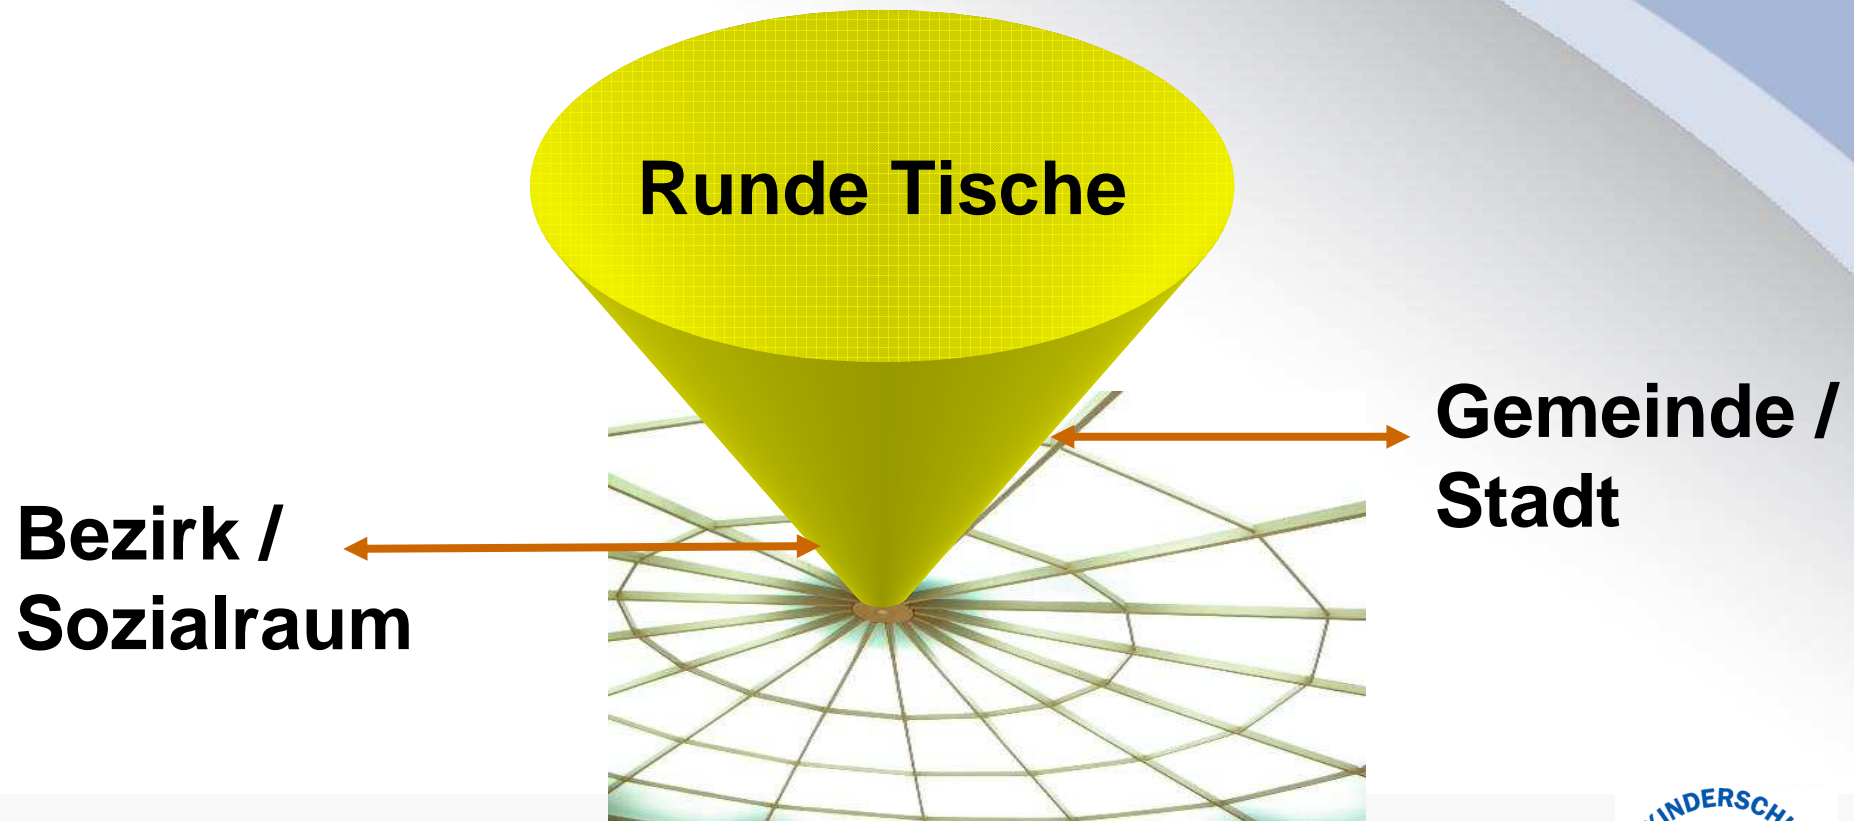 Runde Tische
Gemeinde /
Stadt
Bezirk /
Sozialraum